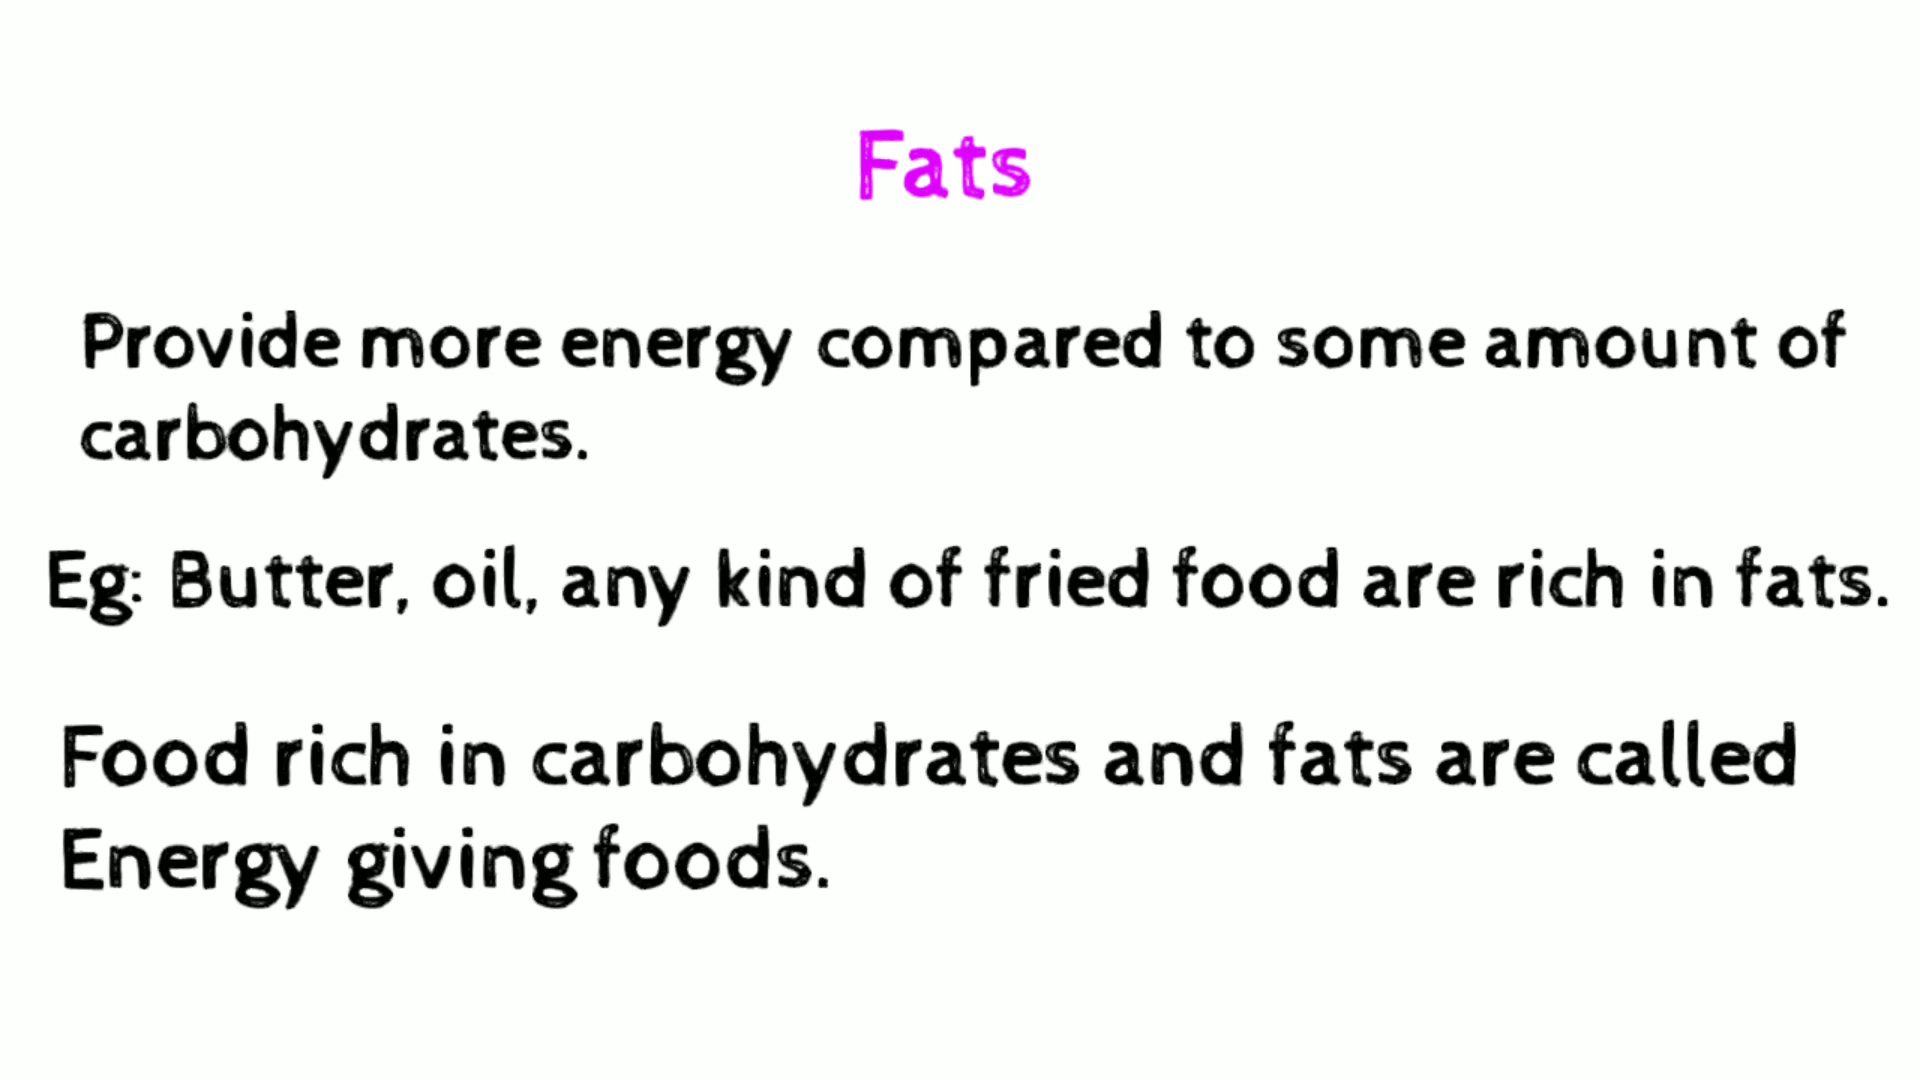 Fats
Provide more energy compared to some amount of
carbohydrates.
Eg: Butter, oil, any kind of fried food are rich in fats.
Food rich in carbohydrates and fats are called
Energy giving foods.